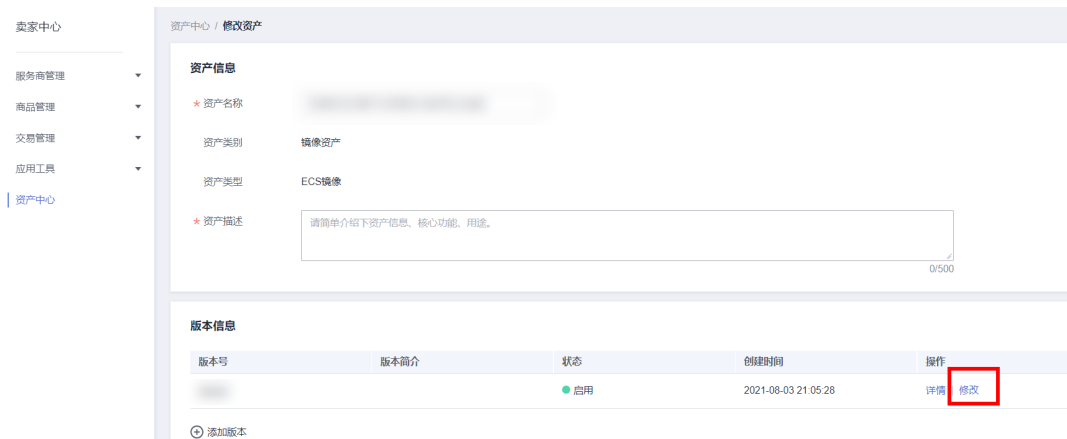 卖家中心
服务商管理
商品管理
交易管理
应用工具
资产中心
资产中心 / 修改资产
资产信息
* 资产名称
资产类别 镜像资产
资产类型 ECS镜像
* 资产描述 请简单介绍下资产信息、核心功能、用途。
0/500
版本信息
版本号 版本简介 状态 创建时间 操作
启用 2021-08-03 21:05:28 详情 修改
添加版本